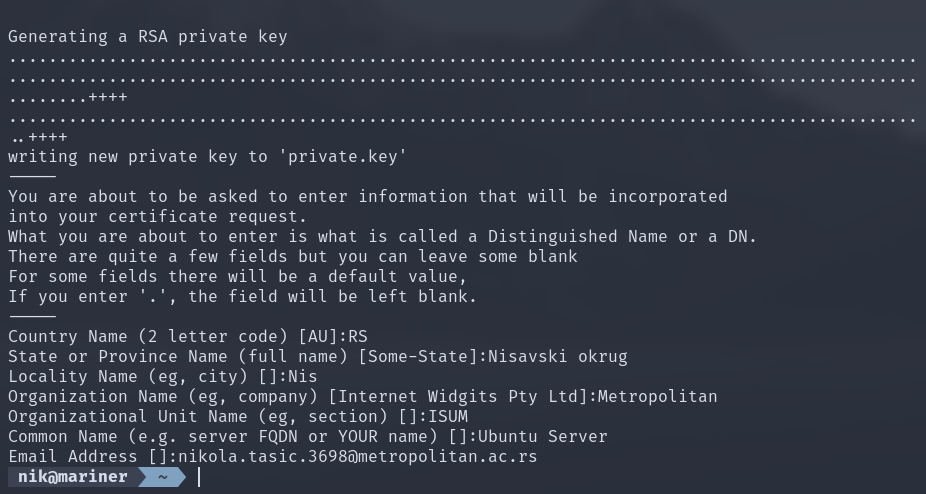 Generating a RSA private key
...........................................................................................
...........................................................................................
........++++
...........................................................................................
..++++
writing new private key to 'private.key'
-----
You are about to be asked to enter information that will be incorporated
into your certificate request.
What you are about to enter is what is called a Distinguished Name or a DN.
There are quite a few fields but you can leave some blank
For some fields there will be a default value,
If you enter '.', the field will be left blank.
-----
Country Name (2 letter code) [AU]:RS
State or Province Name (full name) [Some-State]:Nisavski okrug
Locality Name (eg, city) []:Nis
Organization Name (eg, company) [Internet Widgits Pty Ltd]:Metropolitan
Organizational Unit Name (eg, section) []:ISUM
Common Name (e.g. server FQDN or YOUR name) []:Ubuntu Server
Email Address []:nikola.tasic.3698@metropolitan.ac.rs
nik@mariner ~